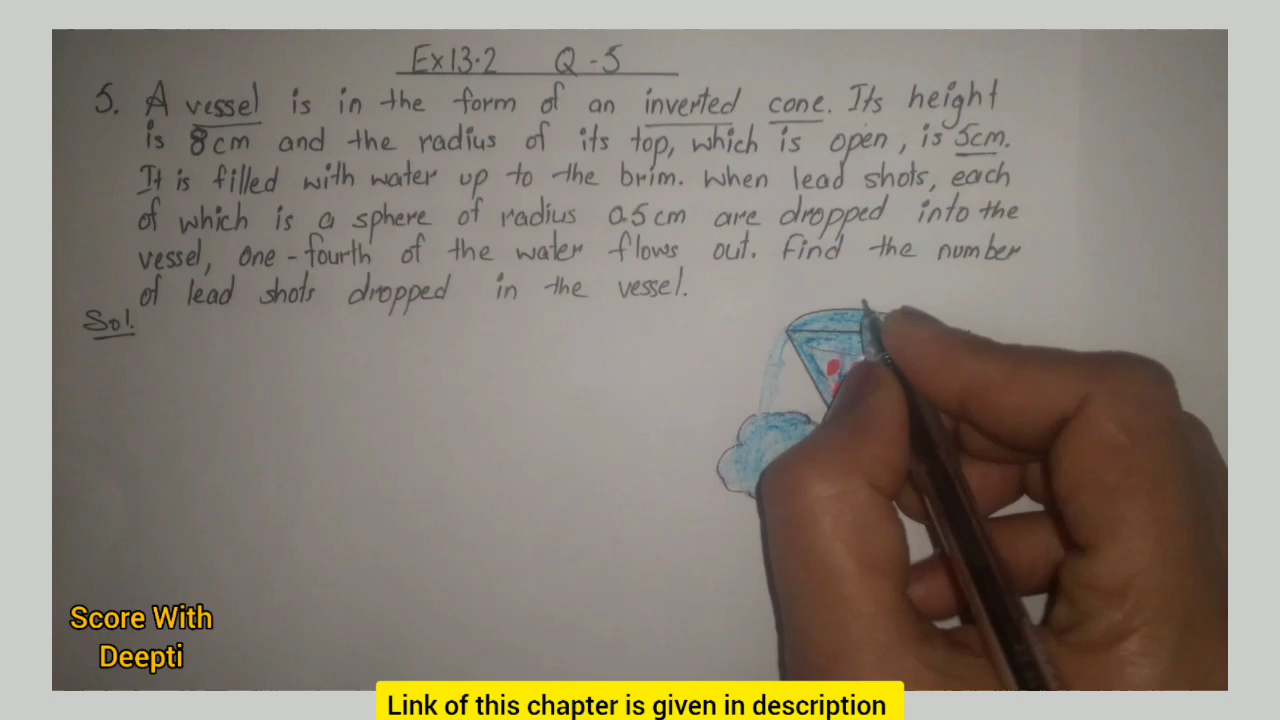 Ex 13.2 Q-5
5. A vessel is in the form of an inverted cone. Its height
is 8cm and the radius of its top, which is open, is 5cm.
It is filled with water up to the brim. When lead shots, each
of which is a sphere of radius 0.5cm are dropped into the
vessel, one-fourth of the water flows out. Find the number
of lead shots dropped in the vessel.
Sol.
Score With
Deepti
Link of this chapter is given in description